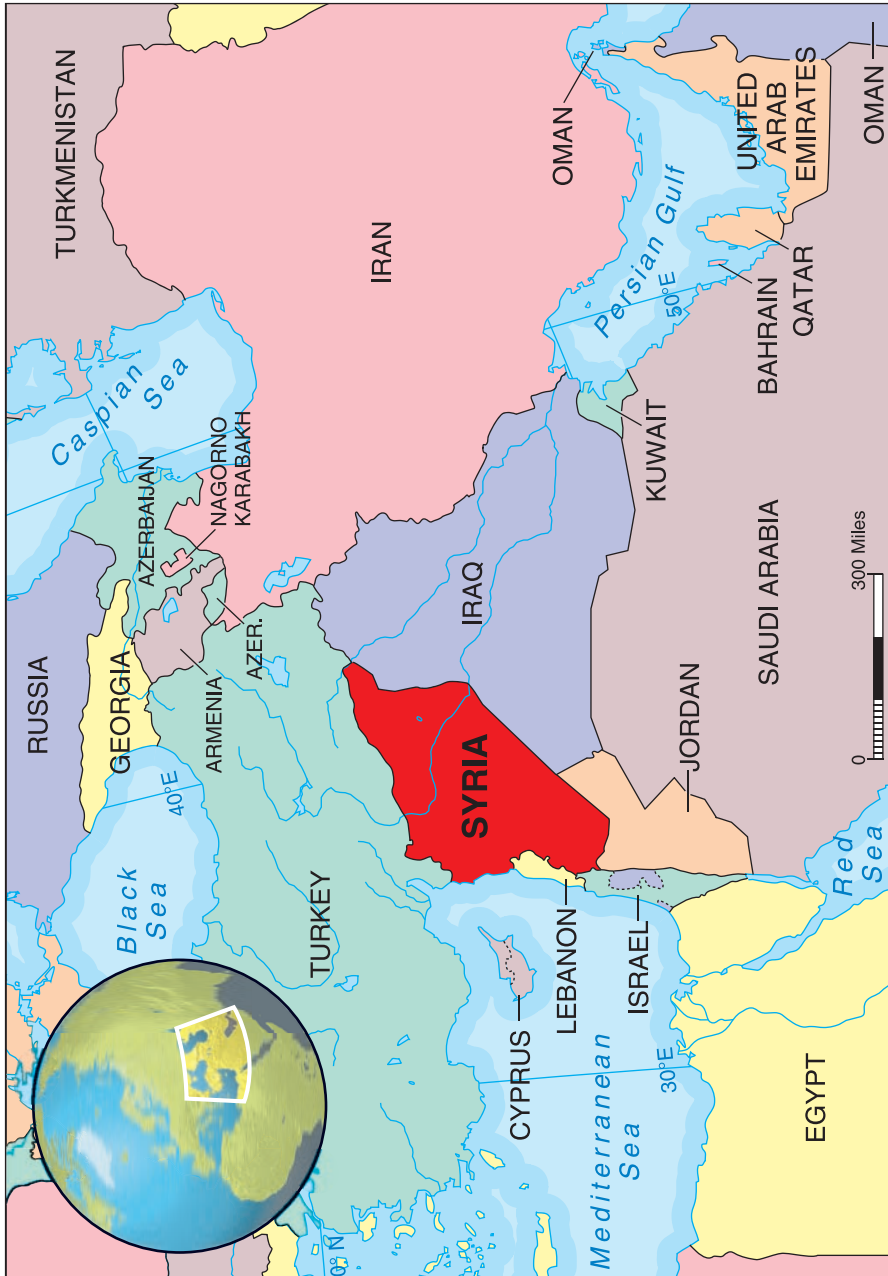 RUSSIA
TURKMENISTAN
Caspian
Sea
GEORGIA
AZERBAIJAN
NAGORNO
KARABAKH
ARMENIA
AZER.
Black
Sea
40°E
TURKEY
IRAN
SYRIA
IRAQ
CYPRUS
LEBANON
ISRAEL
JORDAN
KUWAIT
Mediterranean
Sea
30°E
EGYPT
Red
Sea
SAUDI ARABIA
Persian Gulf
50°E
BAHRAIN
QATAR
OMAN
UNITED
ARAB
EMIRATES
OMAN
0
300 Miles
0° N